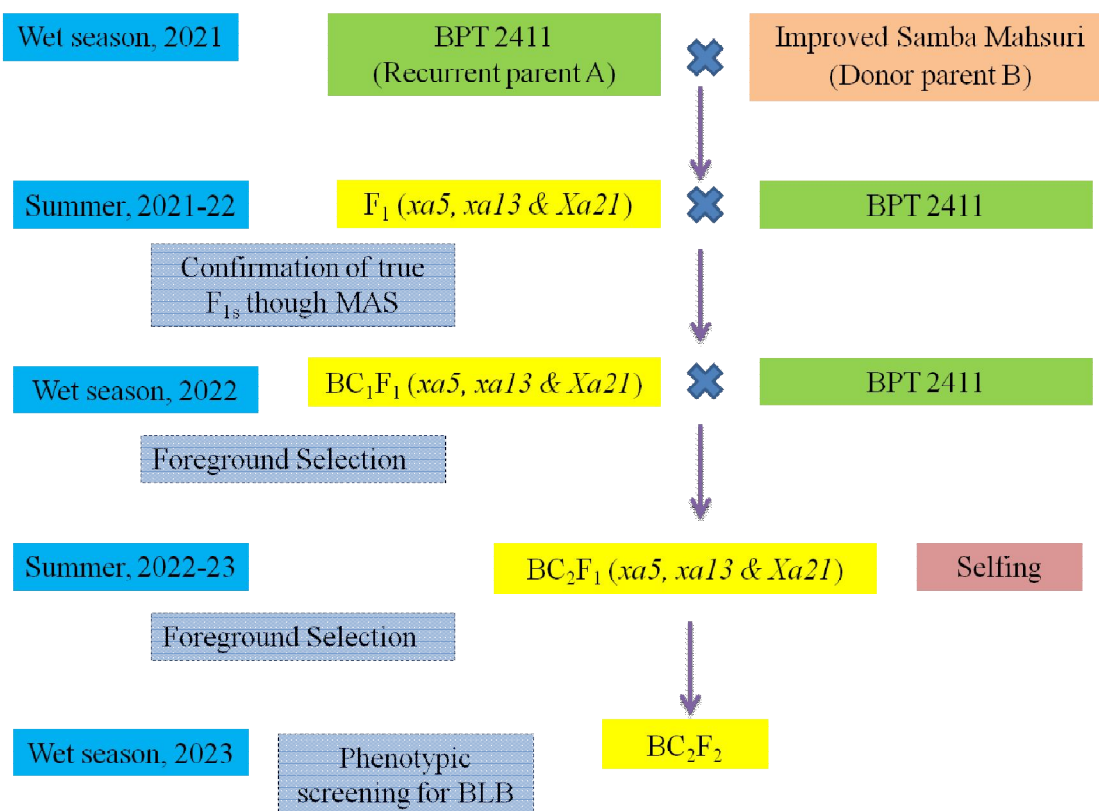 Wet season, 2021
BPT 2411
(Recurrent parent A)
Improved Samba Mahsuri
(Donor parent B)
Summer, 2021-22
F₁ (xa5, xa13 & Xa21)
BPT 2411
Confirmation of true
F₁ₛ though MAS
Wet season, 2022
BC₁F₁ (xa5, xa13 & Xa21)
BPT 2411
Foreground Selection
Summer, 2022-23
BC₂F₁ (xa5, xa13 & Xa21)
Selfing
Foreground Selection
Wet season, 2023
Phenotypic
screening for BLB
BC₂F₂